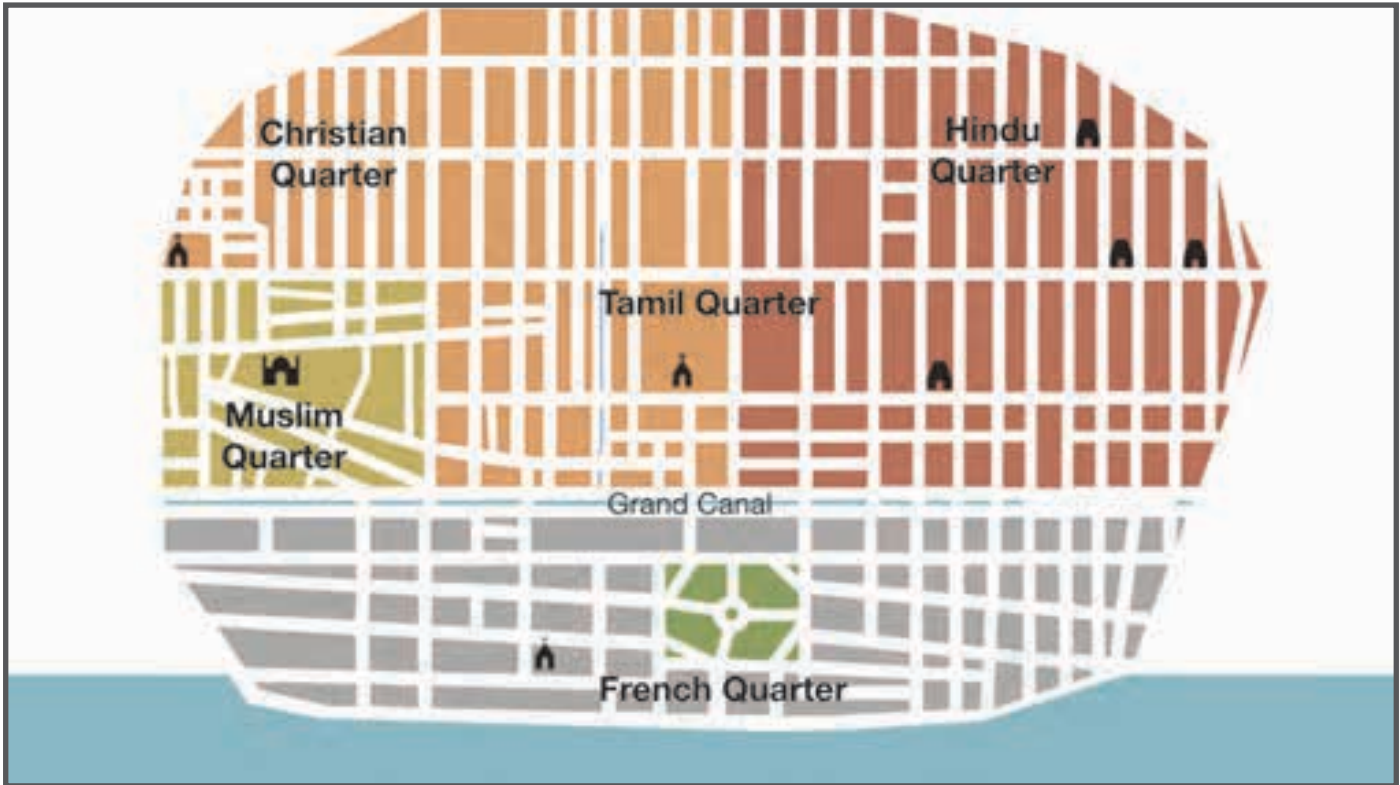 Christian
Quarter
Hindu
Quarter
Tamil Quarter
Muslim
Quarter
Grand Canal
French Quarter